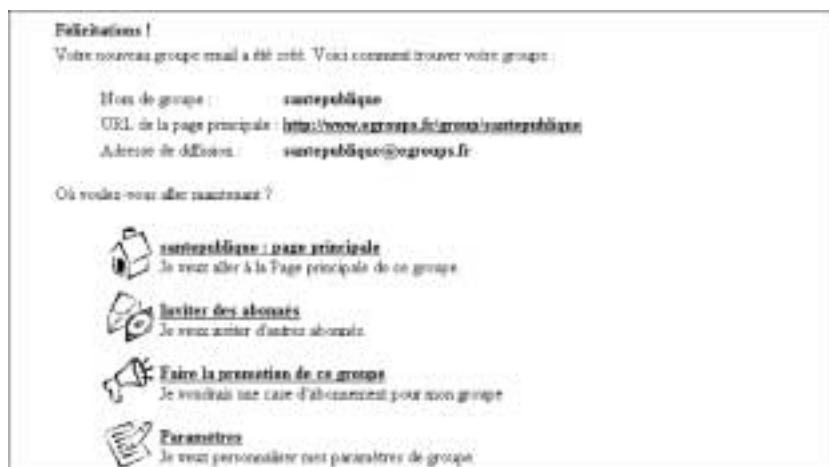 Félicitations !
Votre nouveau groupe email a été créé. Voici comment trouver votre groupe :
Nom de groupe : santepublique
URL de la page principale : http://www.egroups.fr/group/santepublique
Adresse de diffusion : santepublique@egroups.fr
Où voulez-vous aller maintenant ?
santepublique : page principale
Je veux aller à la Page principale de ce groupe
Inviter des abonnés
Je veux inviter d'autres abonnés.
Faire la promotion de ce groupe
Je voudrais une case d'abonnement pour mon groupe
Paramètres
Je veux personnaliser mes paramètres de groupe